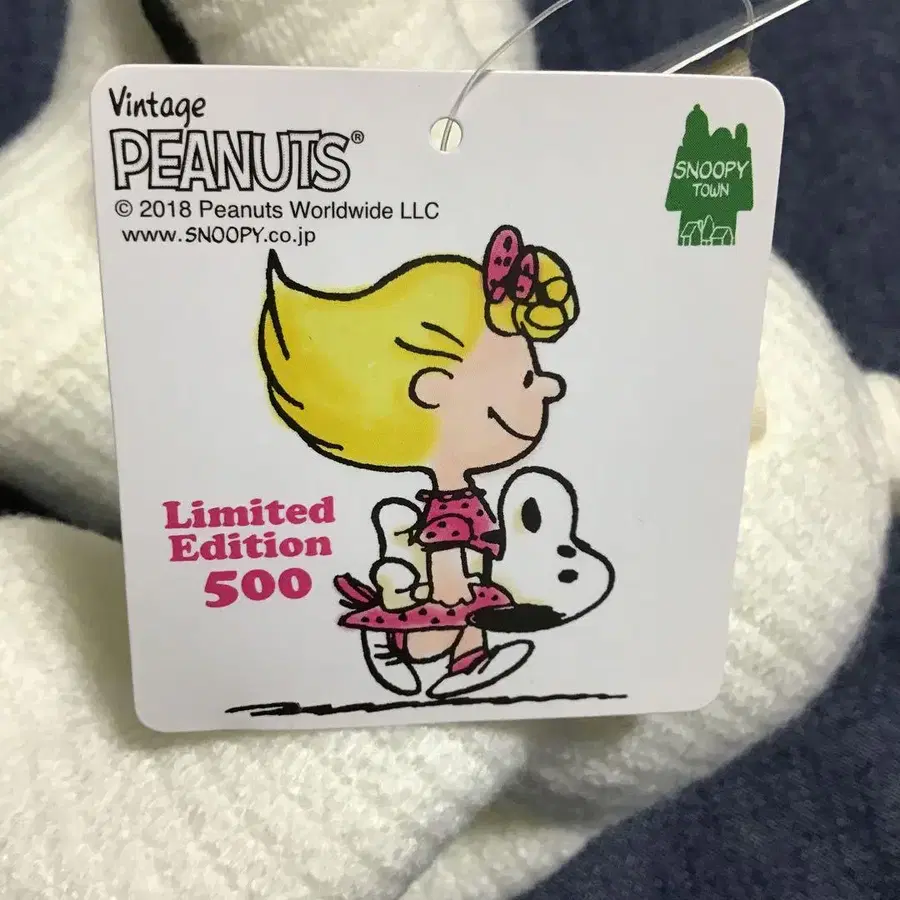 Vintage
PEANUTS®
© 2018 Peanuts Worldwide LLC
www.SNOOPY.co.jp
SNOOPY
TOWN
Limited
Edition
500